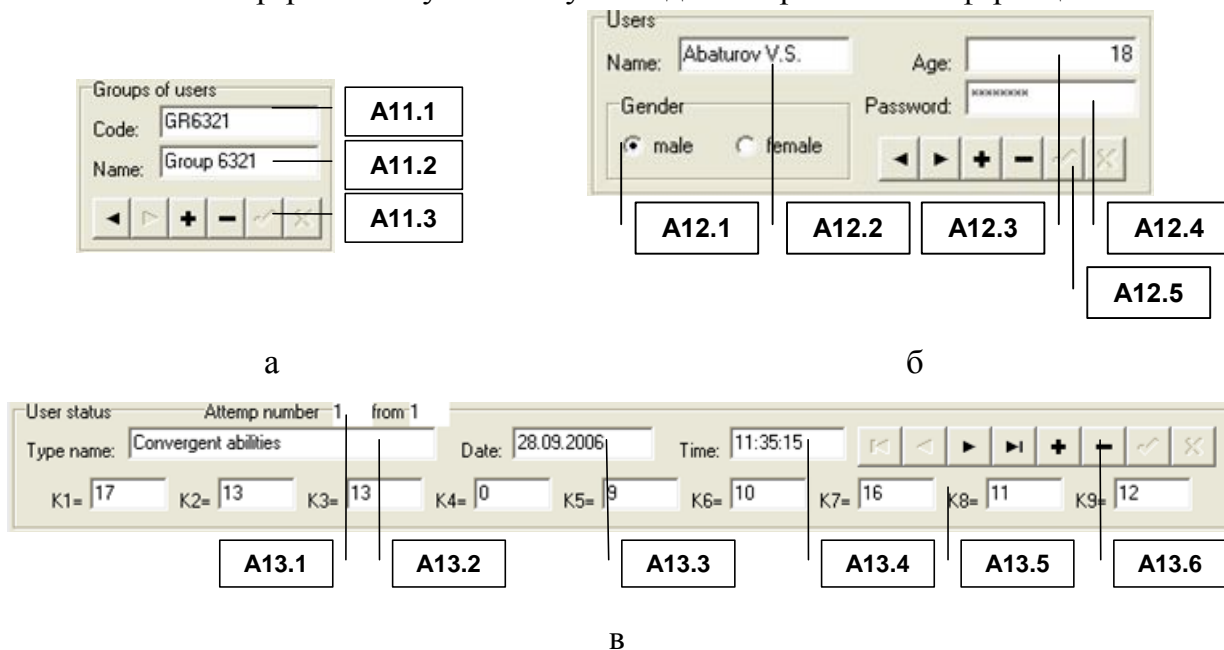 Users
Name: Abaturov V.S. Age: 18
Gender Password: ********
male female
A12.1 A12.2 A12.3 A12.4
A12.5
Groups of users
Code: GR6321 A11.1
Name: Group 6321 A11.2
A11.3
а б
User status Attemp number 1 from 1
Type name: Convergent abilities Date: 28.09.2006 Time: 11:35:15
K1= 17 K2= 13 K3= 13 K4= 0 K5= 9 K6= 10 K7= 16 K8= 11 K9= 12
A13.1 A13.2 A13.3 A13.4 A13.5 A13.6
в